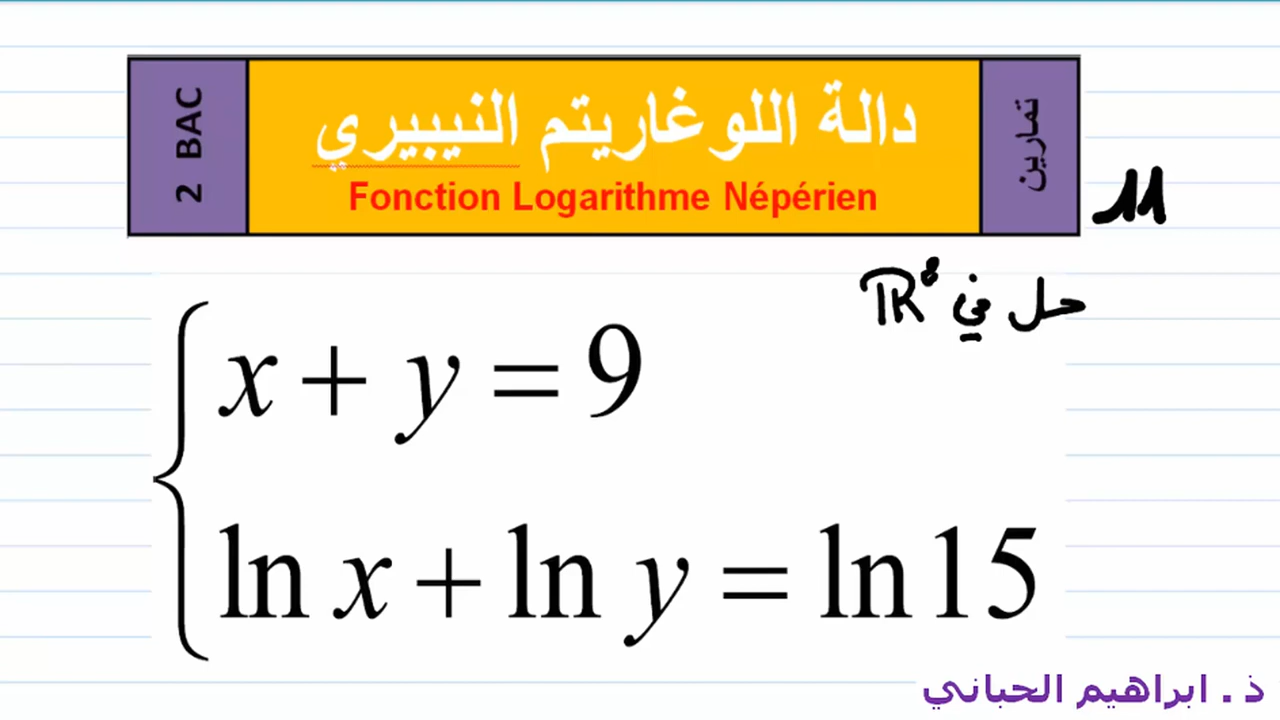 2 BAC
دالة اللوغاريتم النيبيري
Fonction Logarithme Népérien
تمارين
11
حل في
x + y = 9
ln x + ln y = ln 15
ذ . ابراهيم الحباني